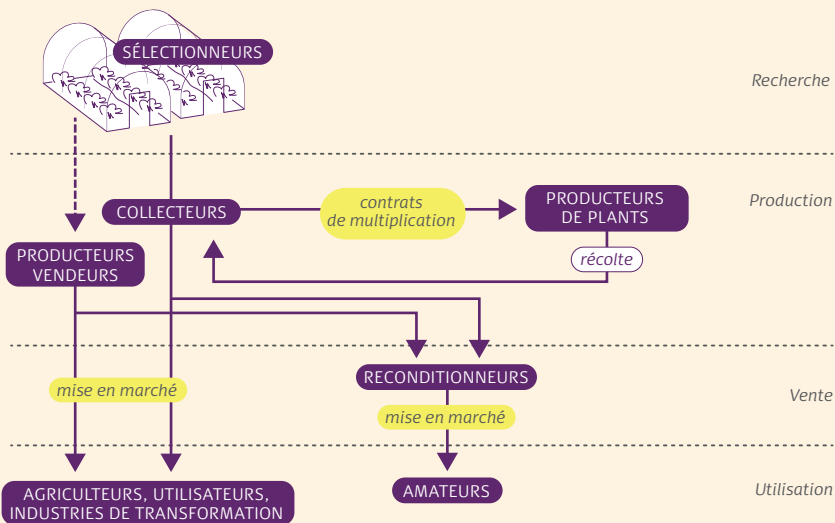 SÉLECTIONNEURS
Recherche
COLLECTEURS
contrats
de multiplication
PRODUCTEURS
DE PLANTS
Production
PRODUCTEURS
VENDEURS
récolte
RECONDITIONNEURS
mise en marché
Vente
mise en marché
AGRICULTEURS, UTILISATEURS,
INDUSTRIES DE TRANSFORMATION
AMATEURS
Utilisation